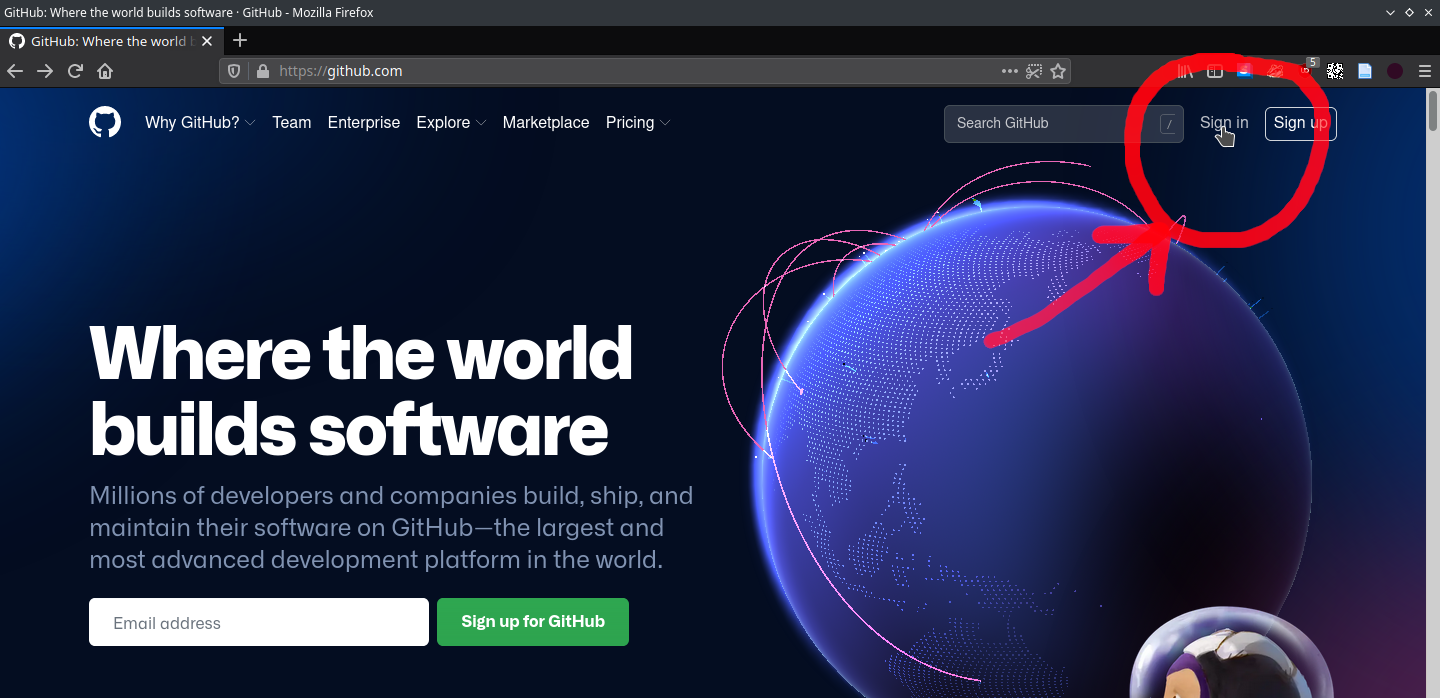 GitHub: Where the world builds software · GitHub - Mozilla Firefox
GitHub: Where the world
https://github.com
5
Why GitHub? Team Enterprise Explore Marketplace Pricing Search GitHub / Sign in Sign up
Where the world
builds software
Millions of developers and companies build, ship, and
maintain their software on GitHub—the largest and
most advanced development platform in the world.
Email address Sign up for GitHub